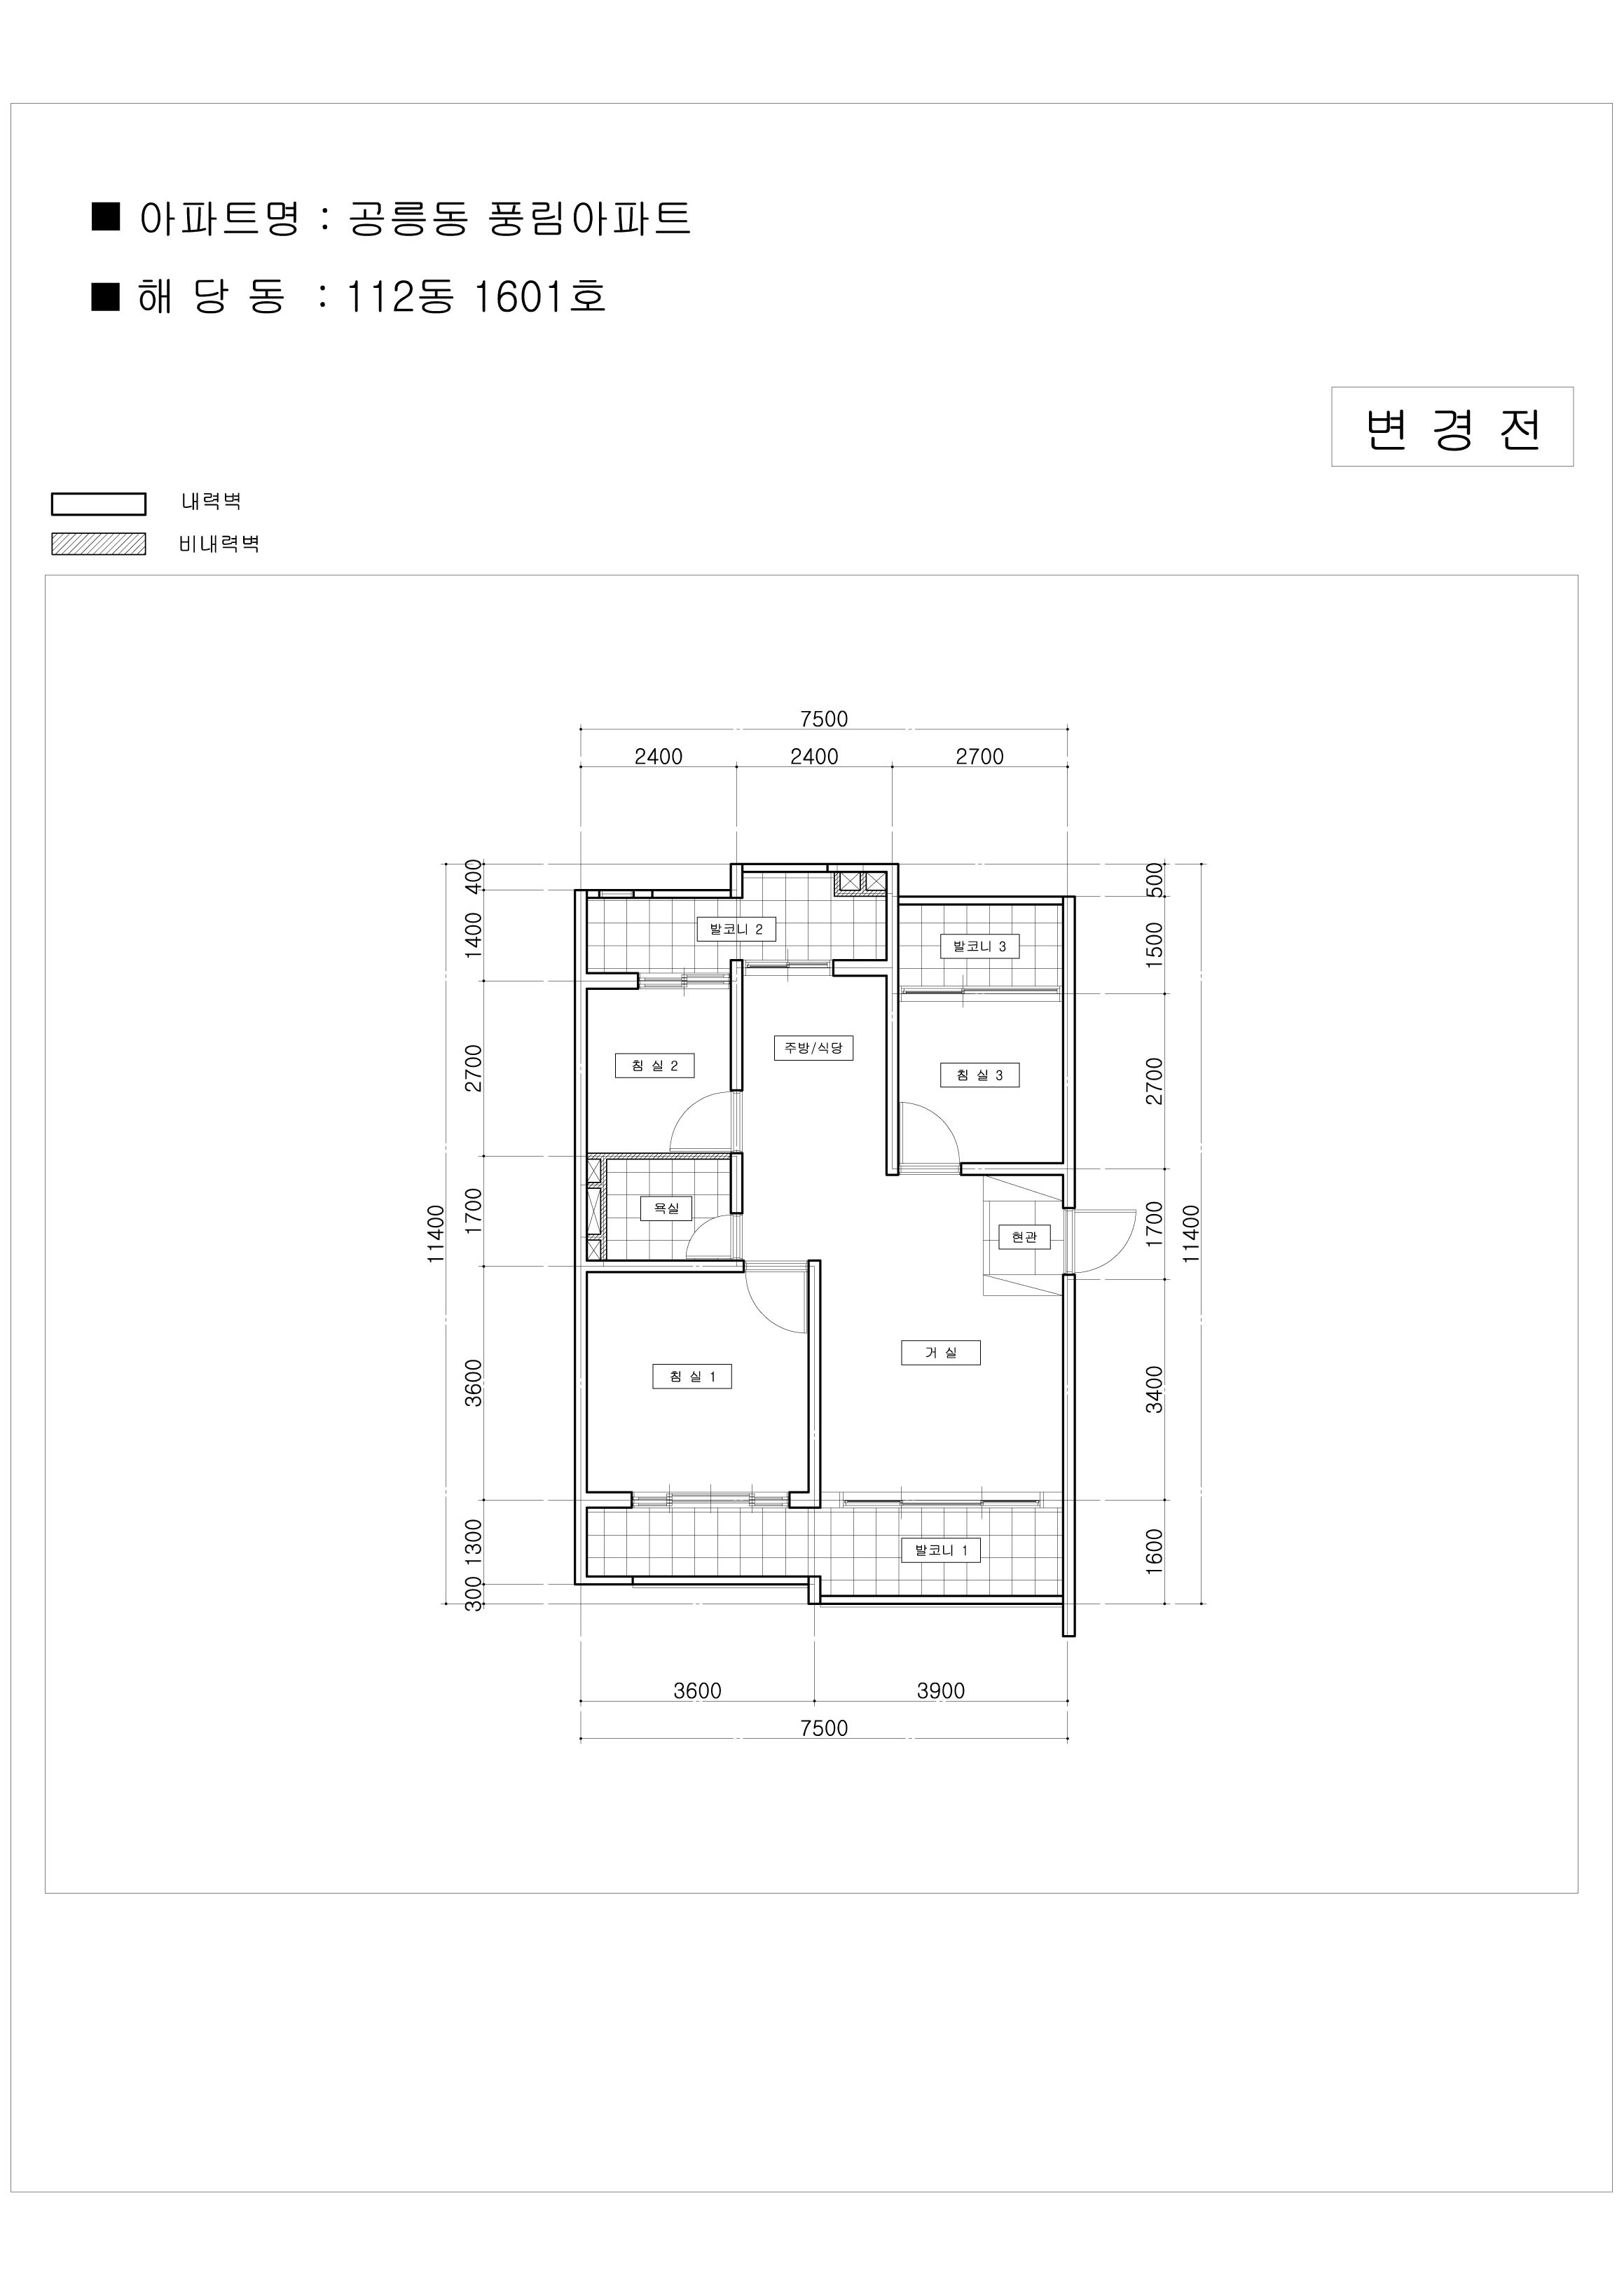 ■ 아파트명 : 공릉동 풍림아파트
■ 해 당 동 : 112동 1601호
변 경 전
내력벽
비내력벽
7500
2400 2400 2700
400
1400
2700
1700
3600
1300
300
11400
500
1500
2700
1700
3400
1600
11400
발코니 2
발코니 3
주방/식당
침 실 2
침 실 3
욕실
현관
거 실
침 실 1
발코니 1
3600 3900
7500